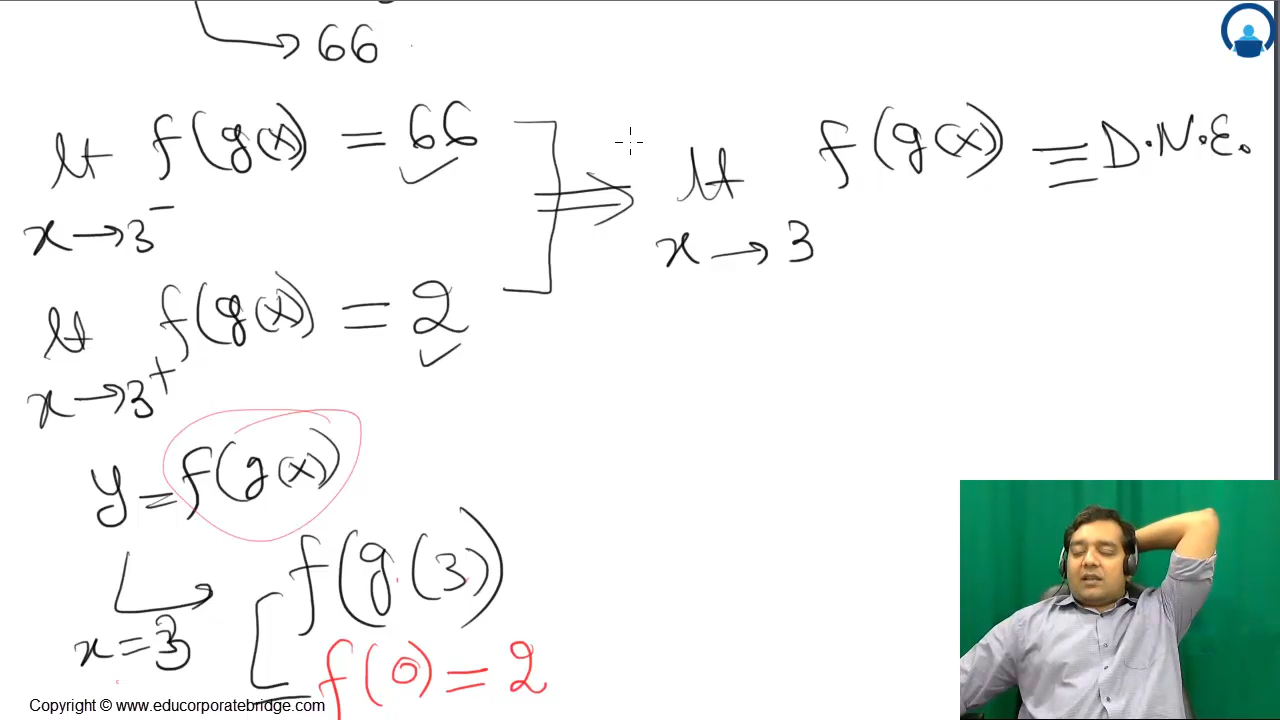 66
lt f(g(x)) = 66
x → 3⁻
lt f(g(x)) = 2
x → 3⁺
⇒ lt f(g(x)) = D.N.E.
x → 3
y = f(g(x))
x = 3
f(g(3))
f(0) = 2
Copyright © www.educorporatebridge.com